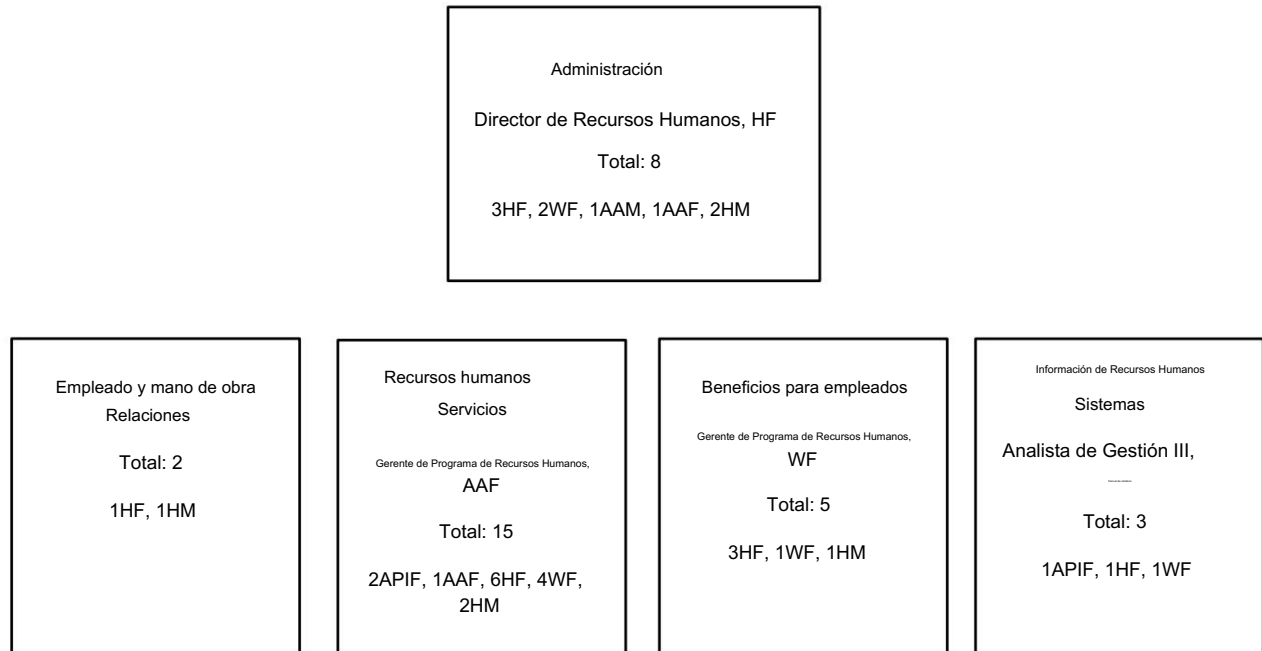 Administración
Director de Recursos Humanos, HF
Total: 8
3HF, 2WF, 1AAM, 1AAF, 2HM
Empleado y mano de obra
Relaciones
Total: 2
1HF, 1HM
Recursos humanos
Servicios
Gerente de Programa de Recursos Humanos,
AAF
Total: 15
2APIF, 1AAF, 6HF, 4WF,
2HM
Beneficios para empleados
Gerente de Programa de Recursos Humanos,
WF
Total: 5
3HF, 1WF, 1HM
Información de Recursos Humanos
Sistemas
Analista de Gestión III,
Total: 3
1APIF, 1HF, 1WF